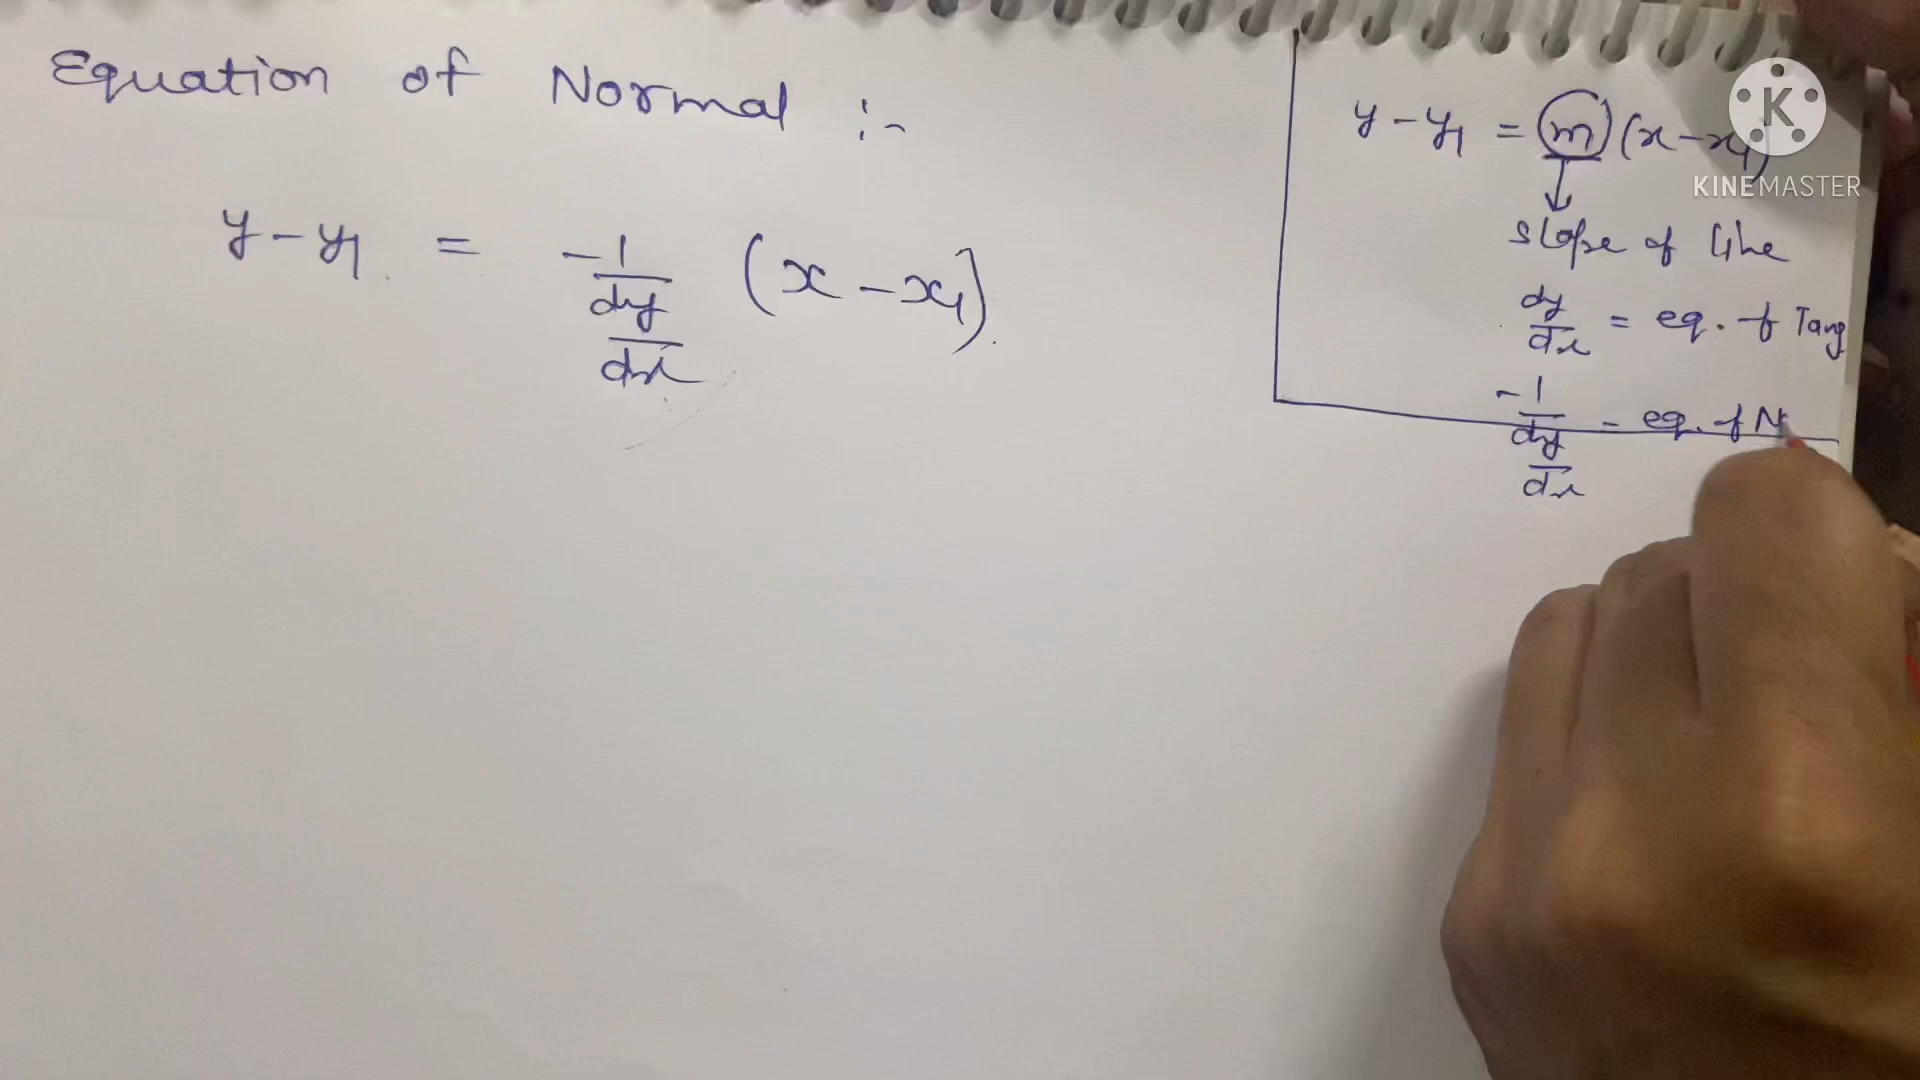 Equation of Normal :-
y - y1 = -1/(dy/dx) (x - x1)
y - y1 = m (x - x1)
KINEMASTER
slope of line
dy/dx = eq. of Tang
-1/(dy/dx) = eq. of N